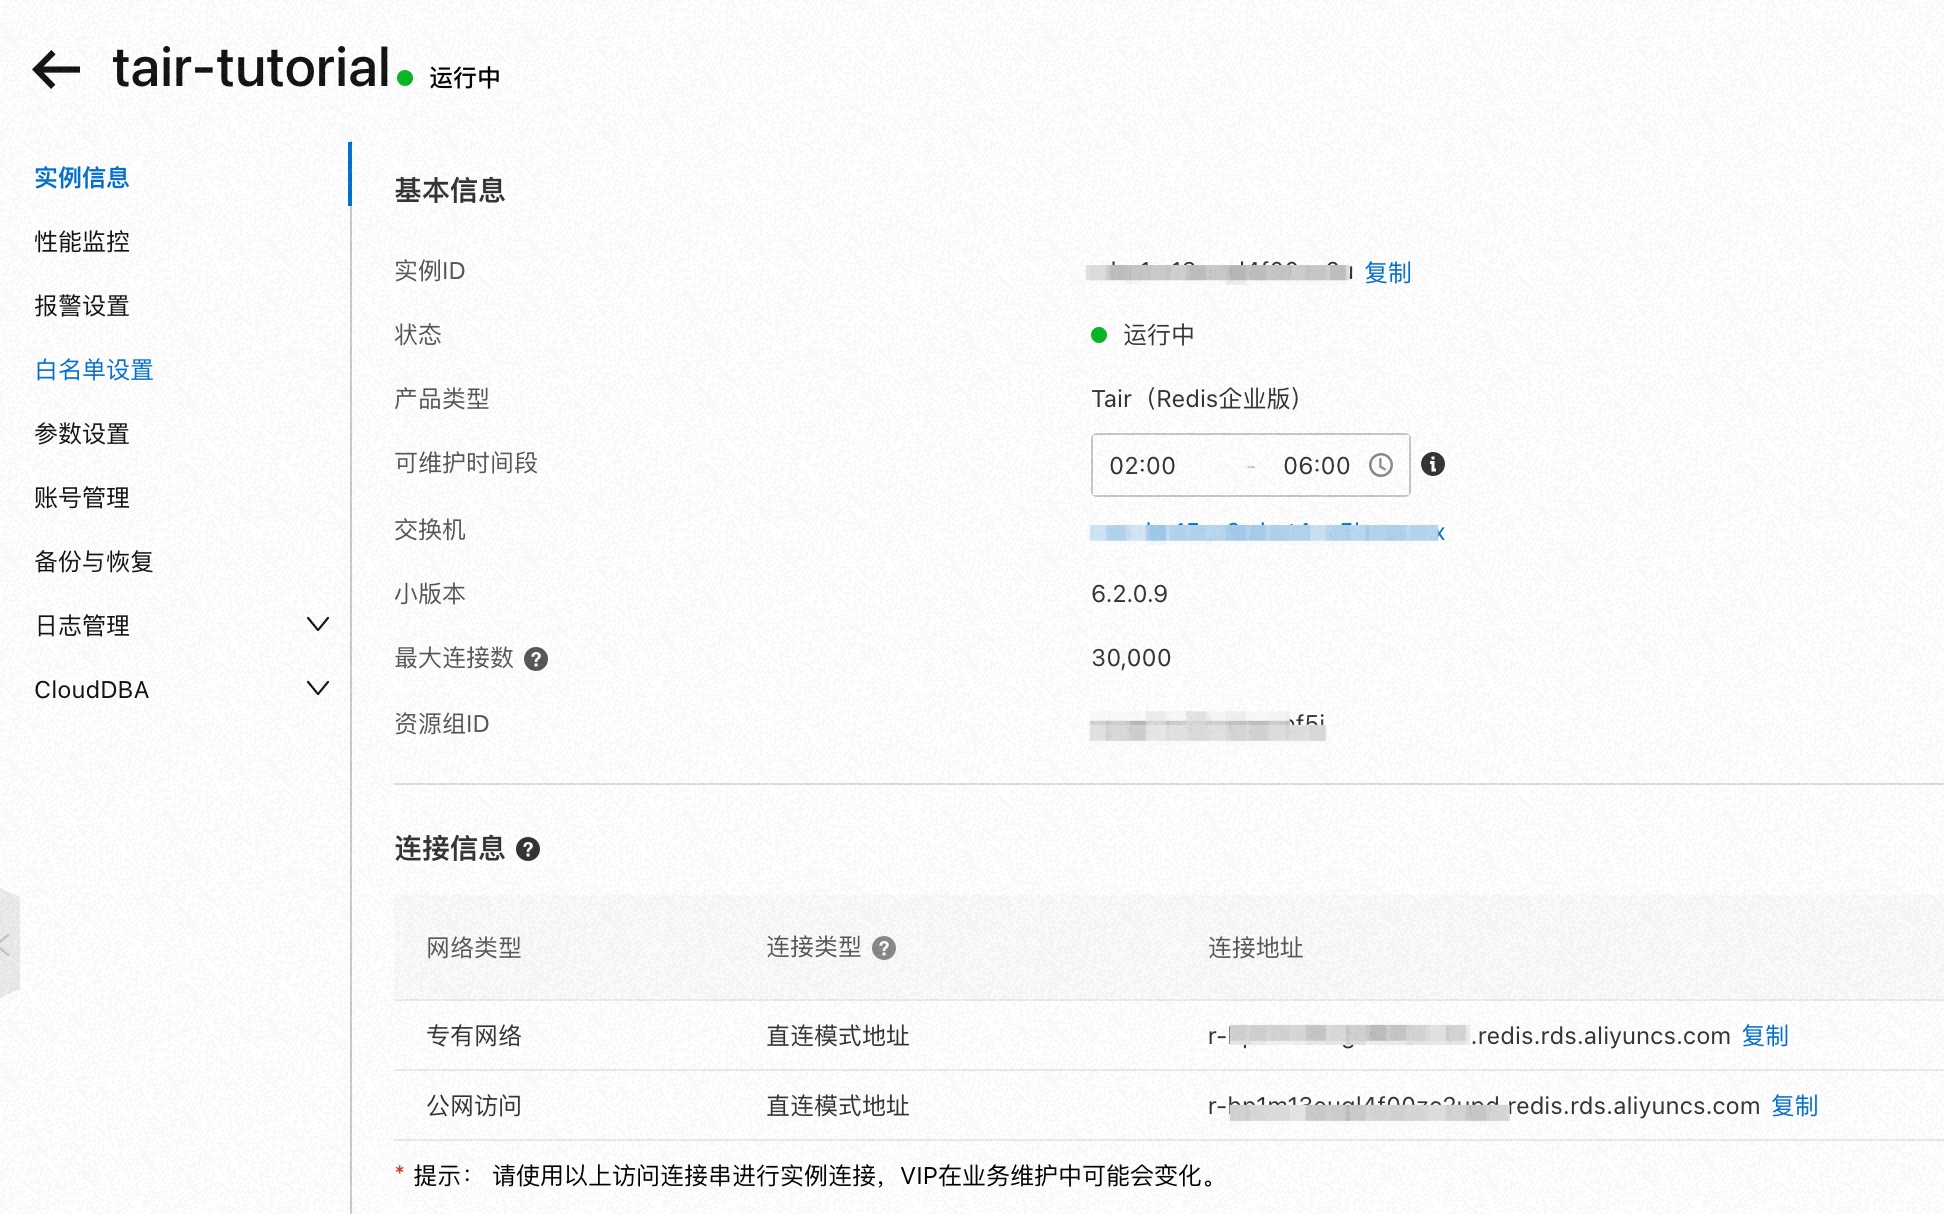 tair-tutorial 运行中
实例信息
性能监控
报警设置
白名单设置
参数设置
账号管理
备份与恢复
日志管理
CloudDBA
基本信息
实例ID 复制
状态 运行中
产品类型 Tair（Redis企业版）
可维护时间段 02:00 - 06:00
交换机
小版本 6.2.0.9
最大连接数 30,000
资源组ID
连接信息
网络类型 连接类型 连接地址
专有网络 直连模式地址 r- .redis.rds.aliyuncs.com 复制
公网访问 直连模式地址 r- redis.rds.aliyuncs.com 复制
* 提示： 请使用以上访问连接串进行实例连接，VIP在业务维护中可能会变化。